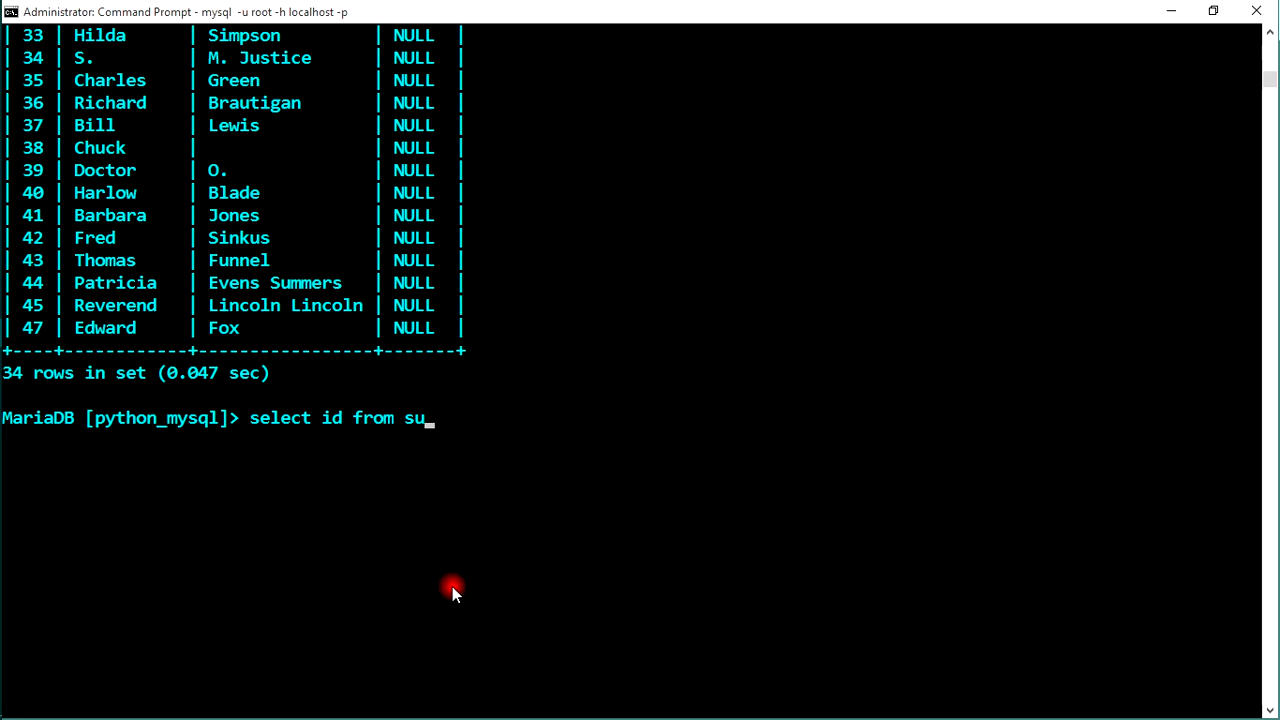 Administrator: Command Prompt - mysql -u root -h localhost -p
| 33 | Hilda | Simpson | NULL |
| 34 | S. | M. Justice | NULL |
| 35 | Charles | Green | NULL |
| 36 | Richard | Brautigan | NULL |
| 37 | Bill | Lewis | NULL |
| 38 | Chuck | | NULL |
| 39 | Doctor | O. | NULL |
| 40 | Harlow | Blade | NULL |
| 41 | Barbara | Jones | NULL |
| 42 | Fred | Sinkus | NULL |
| 43 | Thomas | Funnel | NULL |
| 44 | Patricia | Evens Summers | NULL |
| 45 | Reverend | Lincoln Lincoln | NULL |
| 47 | Edward | Fox | NULL |
+----+------------+-----------------+-------+
34 rows in set (0.047 sec)
MariaDB [python_mysql]> select id from su_